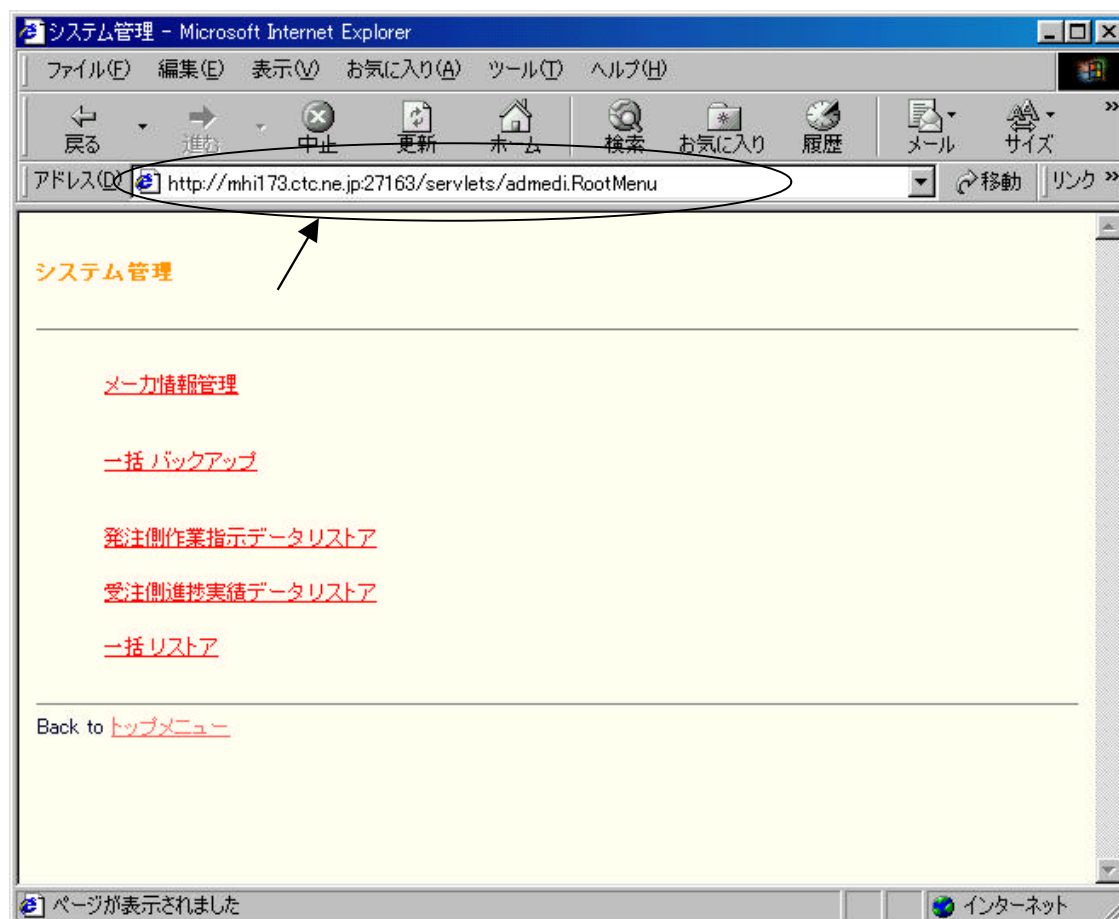 システム管理 - Microsoft Internet Explorer
ファイル(F) 編集(E) 表示(V) お気に入り(A) ツール(T) ヘルプ(H)
戻る 進む 中止 更新 ホーム 検索 お気に入り 履歴 メール サイズ »
アドレス(D) http://mhi173.ctc.ne.jp:27163/servlets/admedi.RootMenu 移動 リンク »
システム管理
メーカ情報管理
一括 バックアップ
発注側作業指示データリストア
受注側進捗実績データリストア
一括 リストア
Back to トップメニュー
ページが表示されました インターネット